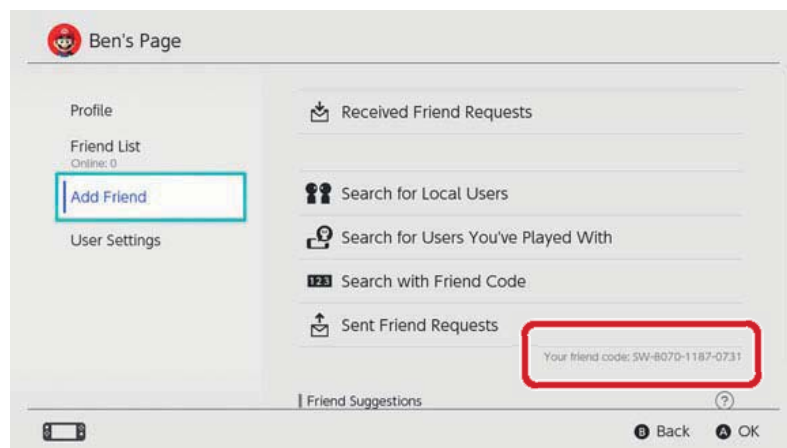 Ben's Page
Profile
Friend List
Online: 0
Add Friend
User Settings
Received Friend Requests
Search for Local Users
Search for Users You've Played With
123 Search with Friend Code
Sent Friend Requests
Your friend code: SW-8070-1187-0731
Friend Suggestions
?
B Back A OK